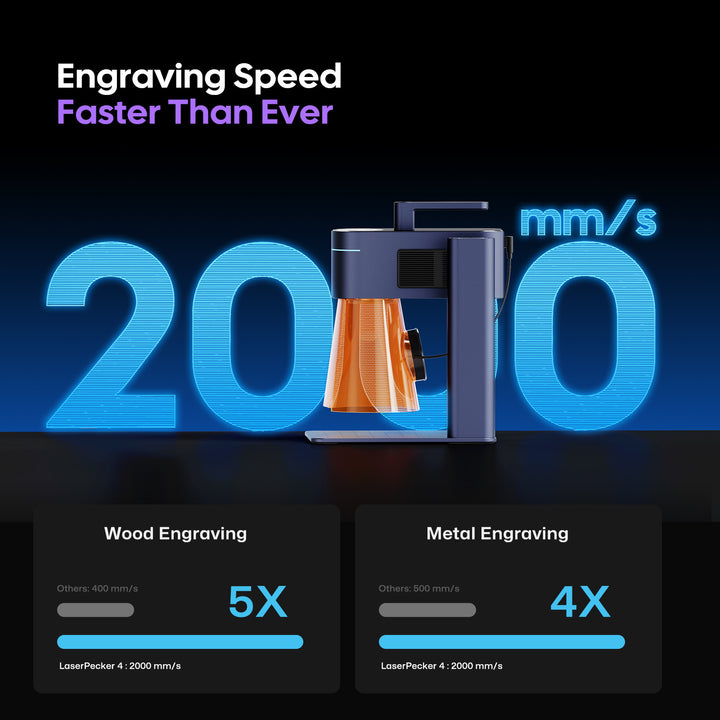 Engraving Speed
Faster Than Ever
mm/s
2000
Wood Engraving
Others: 400 mm/s
5X
LaserPecker 4 : 2000 mm/s
Metal Engraving
Others: 500 mm/s
4X
LaserPecker 4 : 2000 mm/s